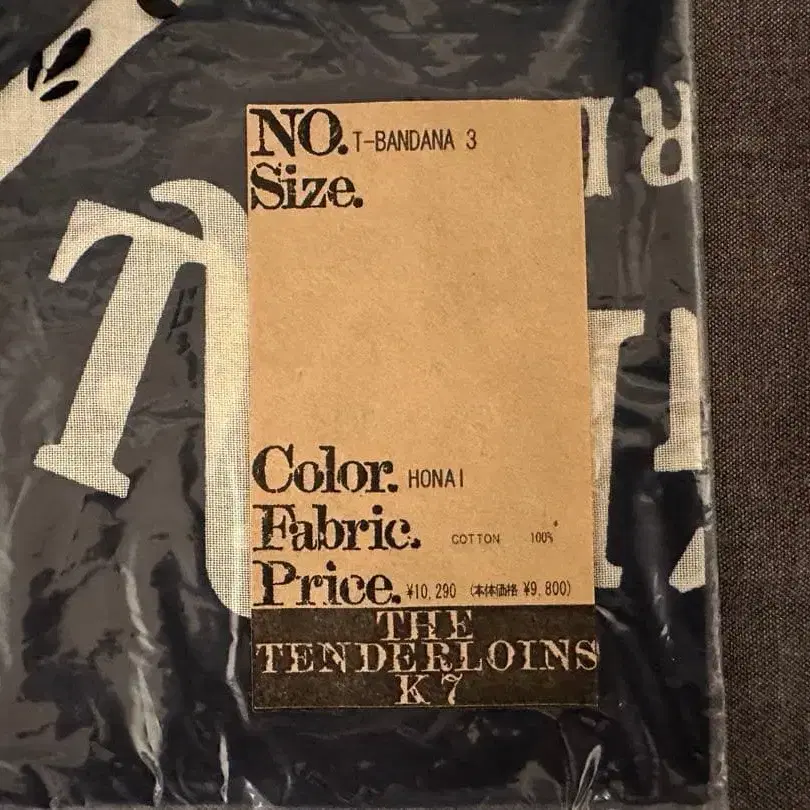 NO. T-BANDANA 3
Size.
Color. HONAI
Fabric. COTTON 100%
Price. ¥10,290 (本体価格 ¥9,800)
THE
TENDERLOINS
K7